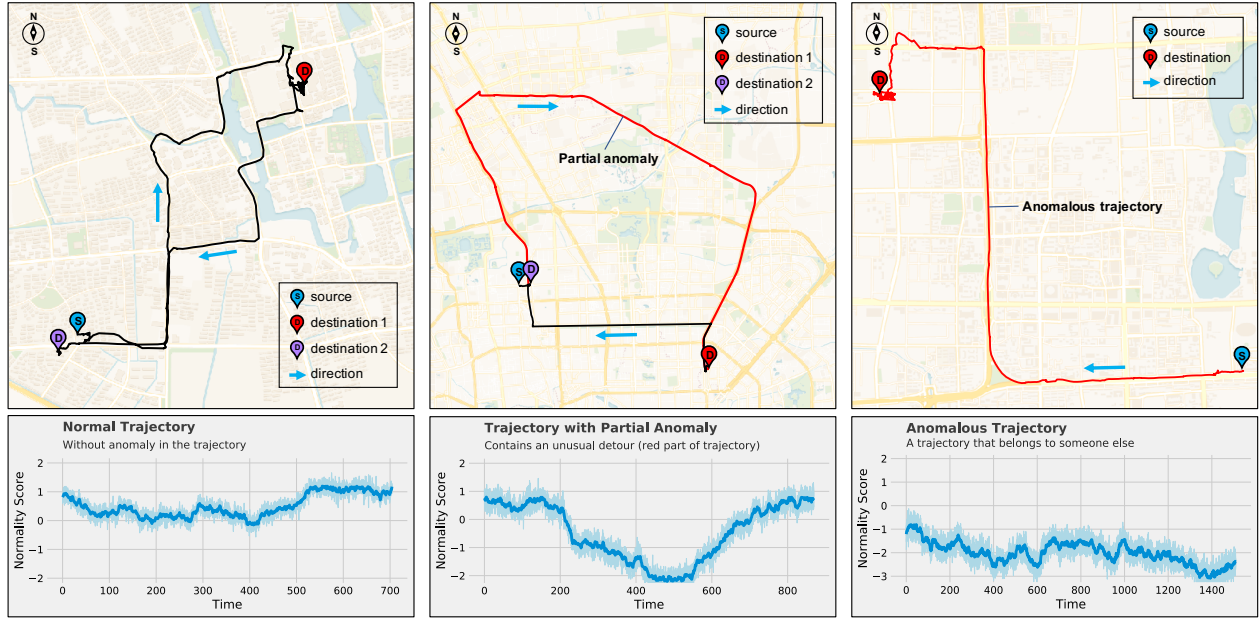 N
S
D
D
S
S
source
D
destination 1
D
destination 2
direction
N
S
S
source
D
destination 1
D
destination 2
direction
Partial anomaly
S
D
D
N
S
S
source
D
destination
direction
D
Anomalous trajectory
S
Normal Trajectory
Without anomaly in the trajectory
Normality Score
2
1
0
−1
−2
0
100
200
300
400
500
600
700
Time
Trajectory with Partial Anomaly
Contains an unusual detour (red part of trajectory)
Normality Score
2
1
0
−1
−2
0
200
400
600
800
Time
Anomalous Trajectory
A trajectory that belongs to someone else
Normality Score
2
1
0
−1
−2
−3
0
200
400
600
800
1000
1200
1400
Time